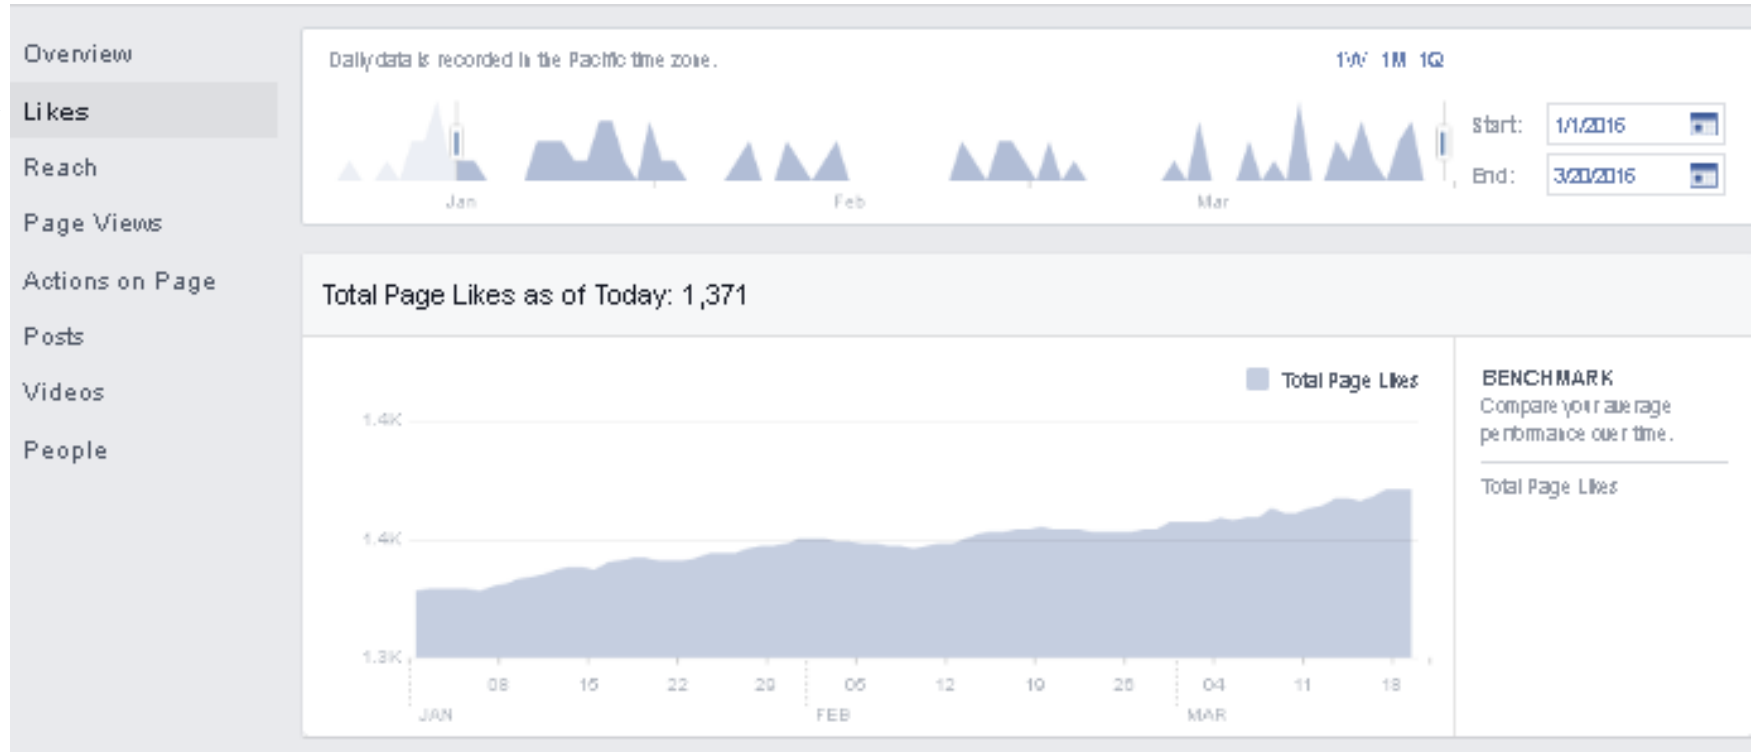 Overview
Likes
Reach
Page Views
Actions on Page
Posts
Videos
People
Daily data is recorded in the Pacific time zone.
1W 1M 1Q
Start: 1/1/2016
End: 3/20/2016
Jan Feb Mar
Total Page Likes as of Today: 1,371
Total Page Likes
1.4K
1.4K
1.3K
08 15 22 29 05 12 19 26 04 11 18
JAN FEB MAR
BENCHMARK
Compare your average
performance over time.
Total Page Likes